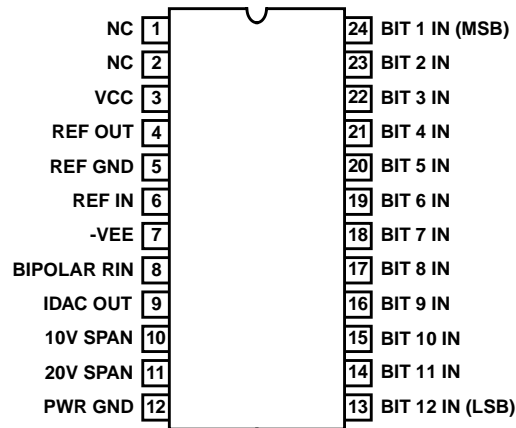 NC 1 24 BIT 1 IN (MSB)
NC 2 23 BIT 2 IN
VCC 3 22 BIT 3 IN
REF OUT 4 21 BIT 4 IN
REF GND 5 20 BIT 5 IN
REF IN 6 19 BIT 6 IN
-VEE 7 18 BIT 7 IN
BIPOLAR RIN 8 17 BIT 8 IN
IDAC OUT 9 16 BIT 9 IN
10V SPAN 10 15 BIT 10 IN
20V SPAN 11 14 BIT 11 IN
PWR GND 12 13 BIT 12 IN (LSB)